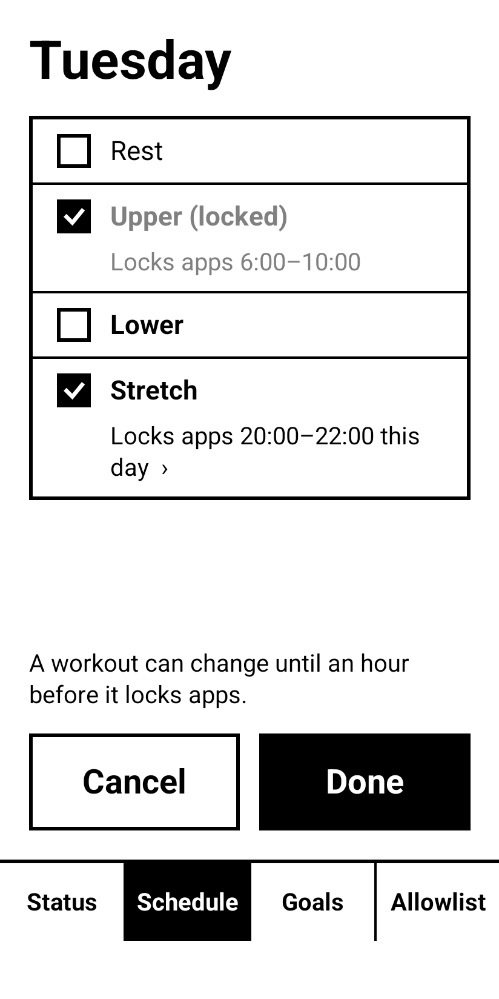 Tuesday
Rest
Upper (locked)
Locks apps 6:00–10:00
Lower
Stretch
Locks apps 20:00–22:00 this
day ›
A workout can change until an hour
before it locks apps.
Cancel
Done
Status
Schedule
Goals
Allowlist